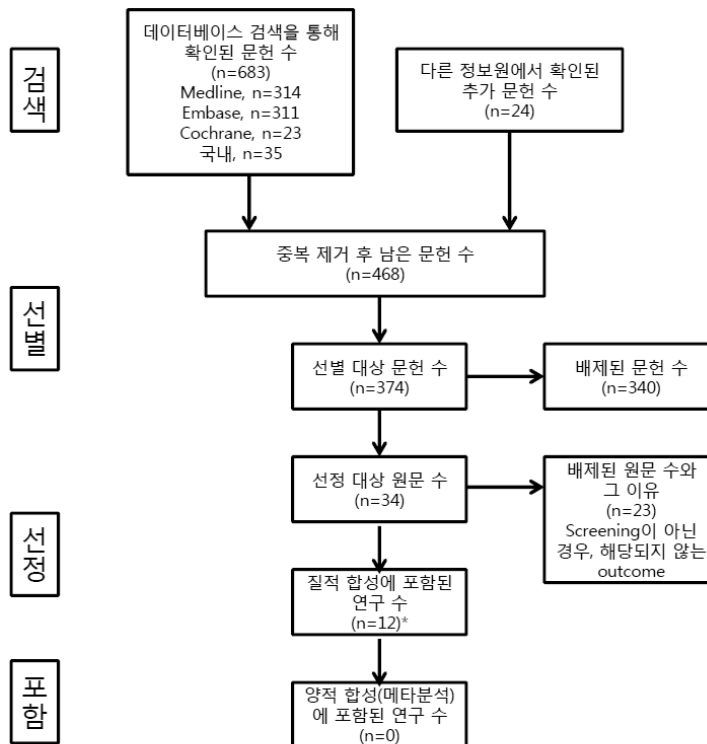 검색
데이터베이스 검색을 통해
확인된 문헌 수
(n=683)
Medline, n=314
Embase, n=311
Cochrane, n=23
국내, n=35
다른 정보원에서 확인된
추가 문헌 수
(n=24)
중복 제거 후 남은 문헌 수
(n=468)
선별
선별 대상 문헌 수
(n=374)
배제된 문헌 수
(n=340)
선정
선정 대상 원문 수
(n=34)
배제된 원문 수와
그 이유
(n=23)
Screening이 아닌
경우, 해당되지 않는
outcome
질적 합성에 포함된
연구 수
(n=12)*
포함
양적 합성(메타분석)
에 포함된 연구 수
(n=0)